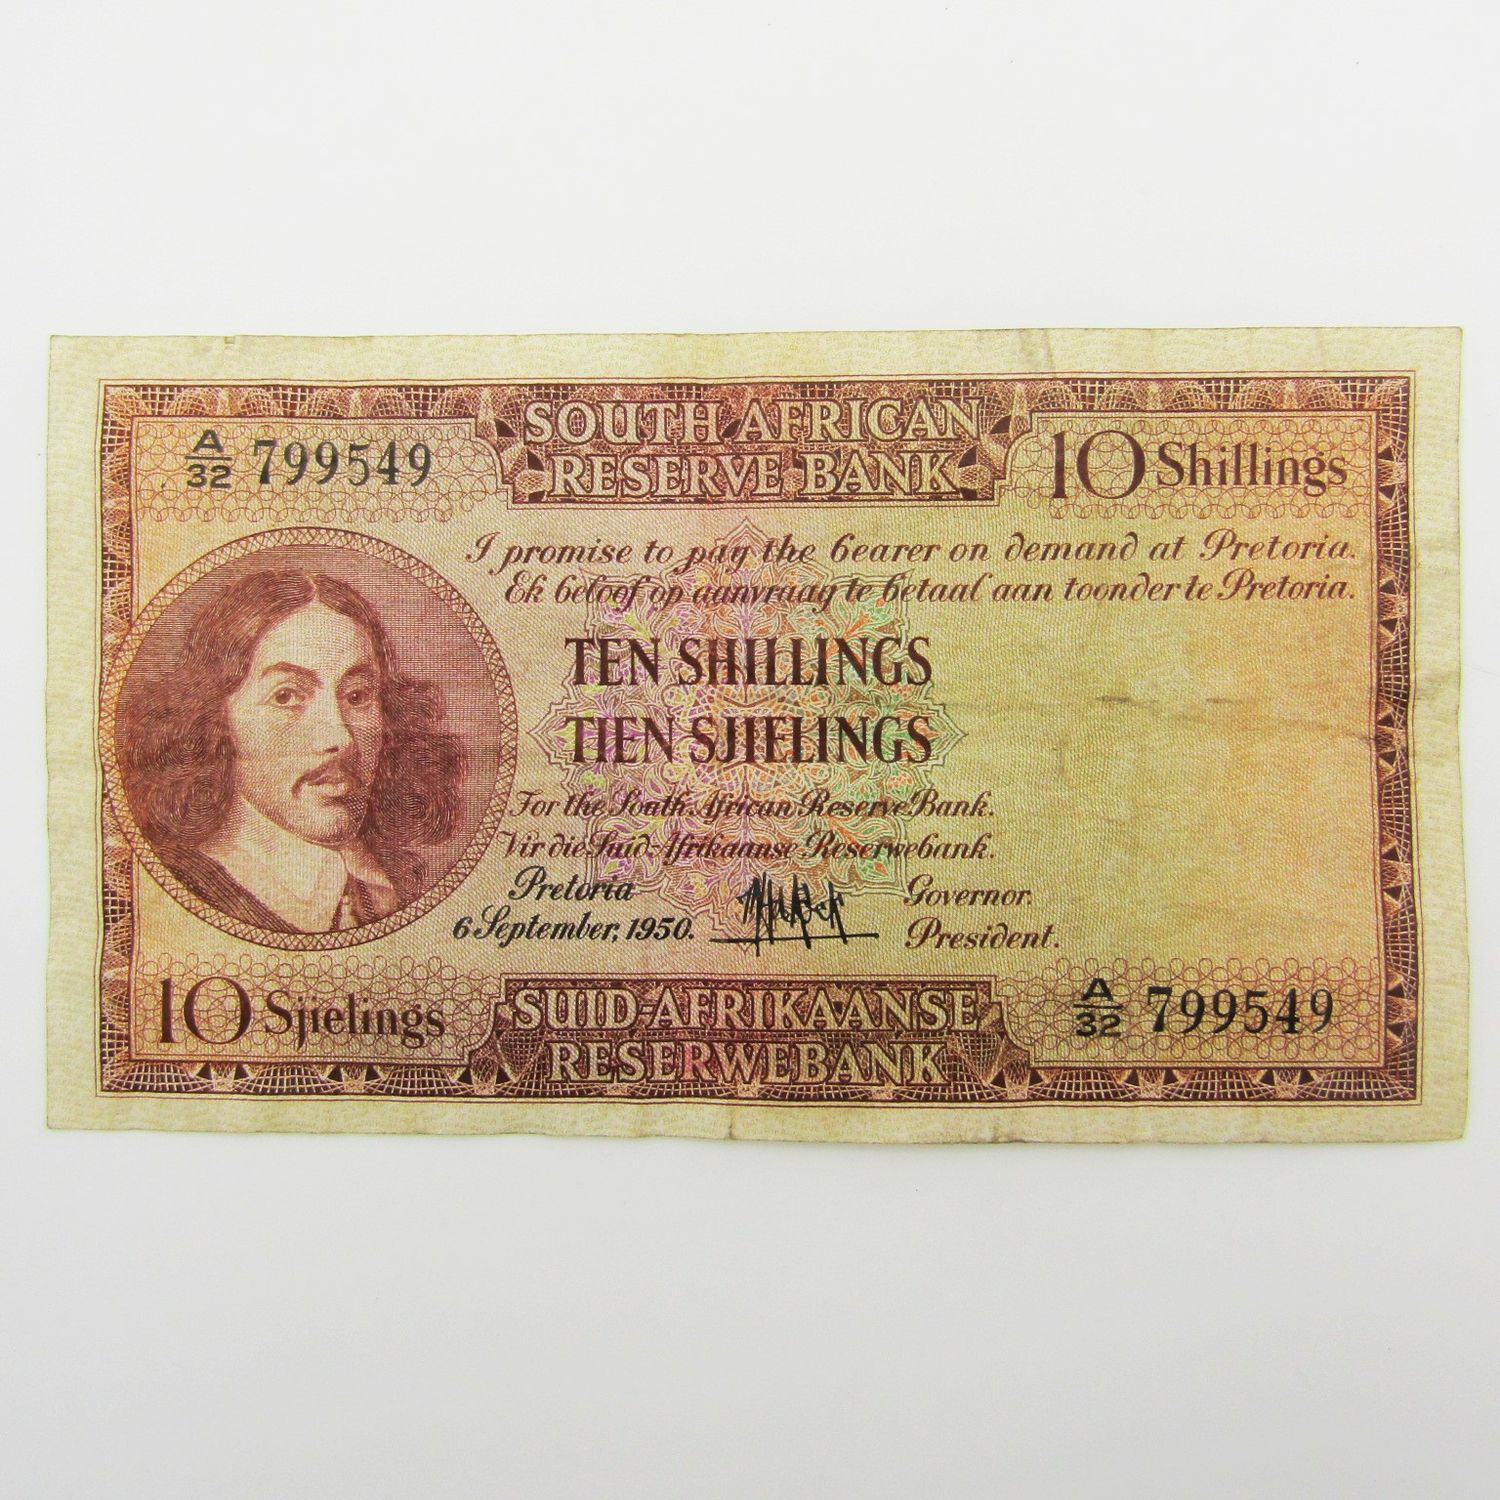 SOUTH AFRICAN
RESERVE BANK
A/32 799549
10 Shillings
I promise to pay the bearer on demand at Pretoria.
Ek beloof op aanvraag te betaal aan toonder te Pretoria.
TEN SHILLINGS
TIEN SJIELINGS
For the South African Reserve Bank.
Vir die Suid-Afrikaanse Reserwebank.
Pretoria
6 September, 1950.
Governor.
President.
10 Sjielings
SUID-AFRIKAANSE
RESERWEBANK
A/32 799549